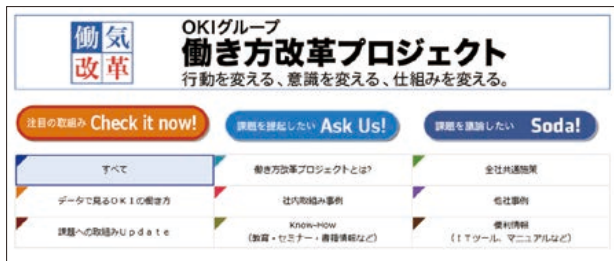 働気
改革
OKIグループ
働き方改革プロジェクト
行動を変える、意識を変える、仕組みを変える。
注目の取組み Check it now!
課題を提起したい Ask Us!
課題を議論したい Soda!
すべて
働き方改革プロジェクトとは?
全社共通施策
データで見るOKIの働き方
社内取組み事例
他社事例
課題への取組みUpdate
Know-How
(教育・セミナー・書籍情報など)
便利情報
(ITツール、マニュアルなど)